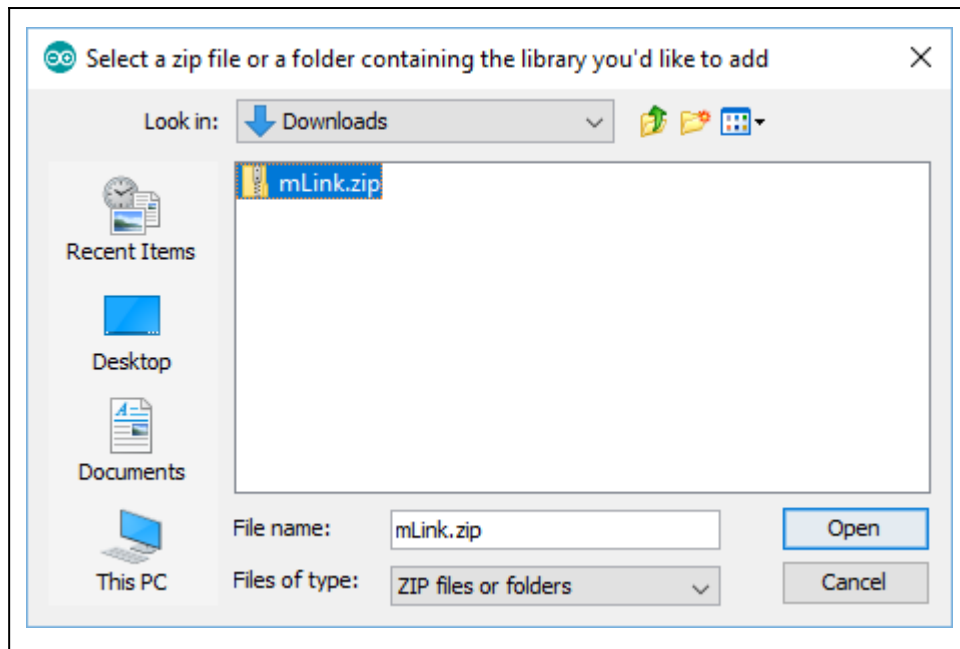 Select a zip file or a folder containing the library you'd like to add
Look in: Downloads
mLink.zip
Recent Items
Desktop
Documents
This PC
File name: mLink.zip Open
Files of type: ZIP files or folders Cancel